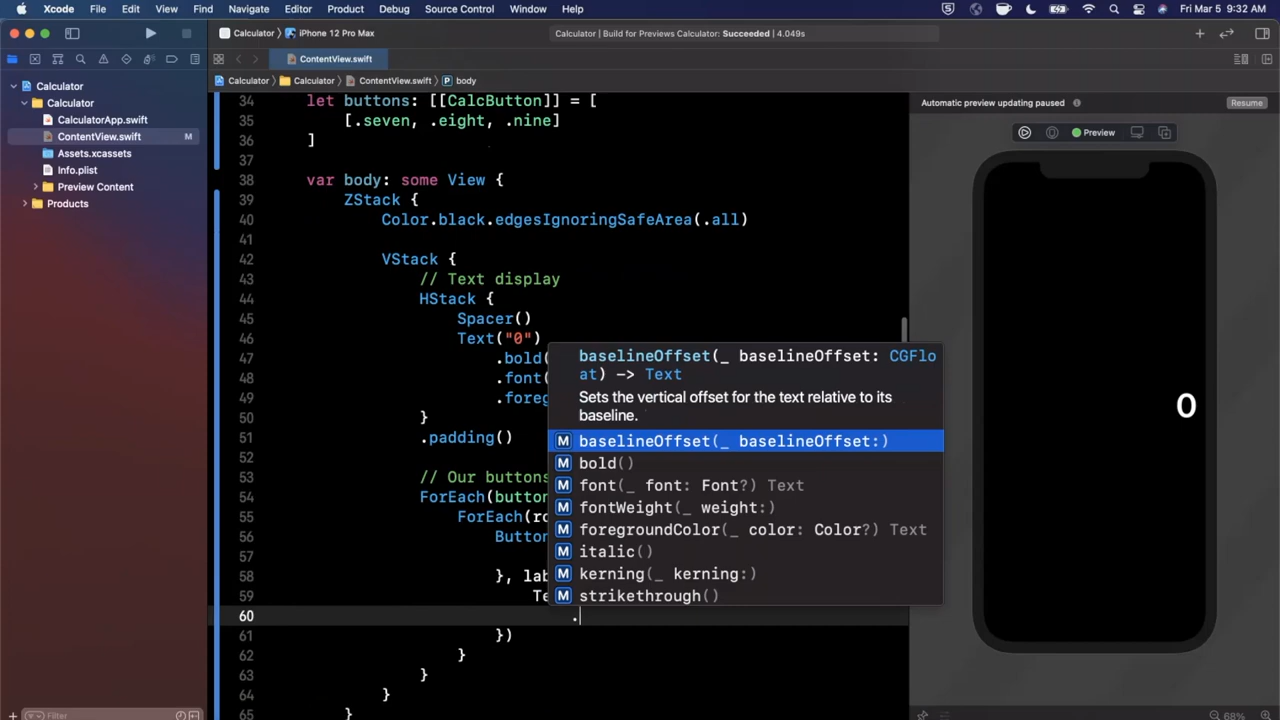 Xcode File Edit View Find Navigate Editor Product Debug Source Control Window Help Fri Mar 5 9:32 AM
Calculator 〉 iPhone 12 Pro Max
Calculator | Build for Previews Calculator: Succeeded | 4.049s
ContentView.swift
Calculator 〉 Calculator 〉 ContentView.swift 〉 P body
Calculator
Calculator
CalculatorApp.swift
ContentView.swift M
Assets.xcassets
Info.plist
Preview Content
Products
Filter
34 let buttons: [[CalcButton]] = [
35 [.seven, .eight, .nine]
36 ]
37
38 var body: some View {
39 ZStack {
40 Color.black.edgesIgnoringSafeArea(.all)
41
42 VStack {
43 // Text display
44 HStack {
45 Spacer()
46 Text("0")
47 .bold(
48 .font(
49 .foreg
50 }
51 .padding()
52
53 // Our buttons
54 ForEach(button
55 ForEach(ro
56 Button
57
58 }, lab
59 Te
60 .
61 })
62 }
63 }
64 }
65 }
baselineOffset(_ baselineOffset: CGFlo
at) -> Text
Sets the vertical offset for the text relative to its
baseline.
M baselineOffset(_ baselineOffset:)
M bold()
M font(_ font: Font?) Text
M fontWeight(_ weight:)
M foregroundColor(_ color: Color?) Text
M italic()
M kerning(_ kerning:)
M strikethrough()
Automatic preview updating paused Resume
Preview
0
68%